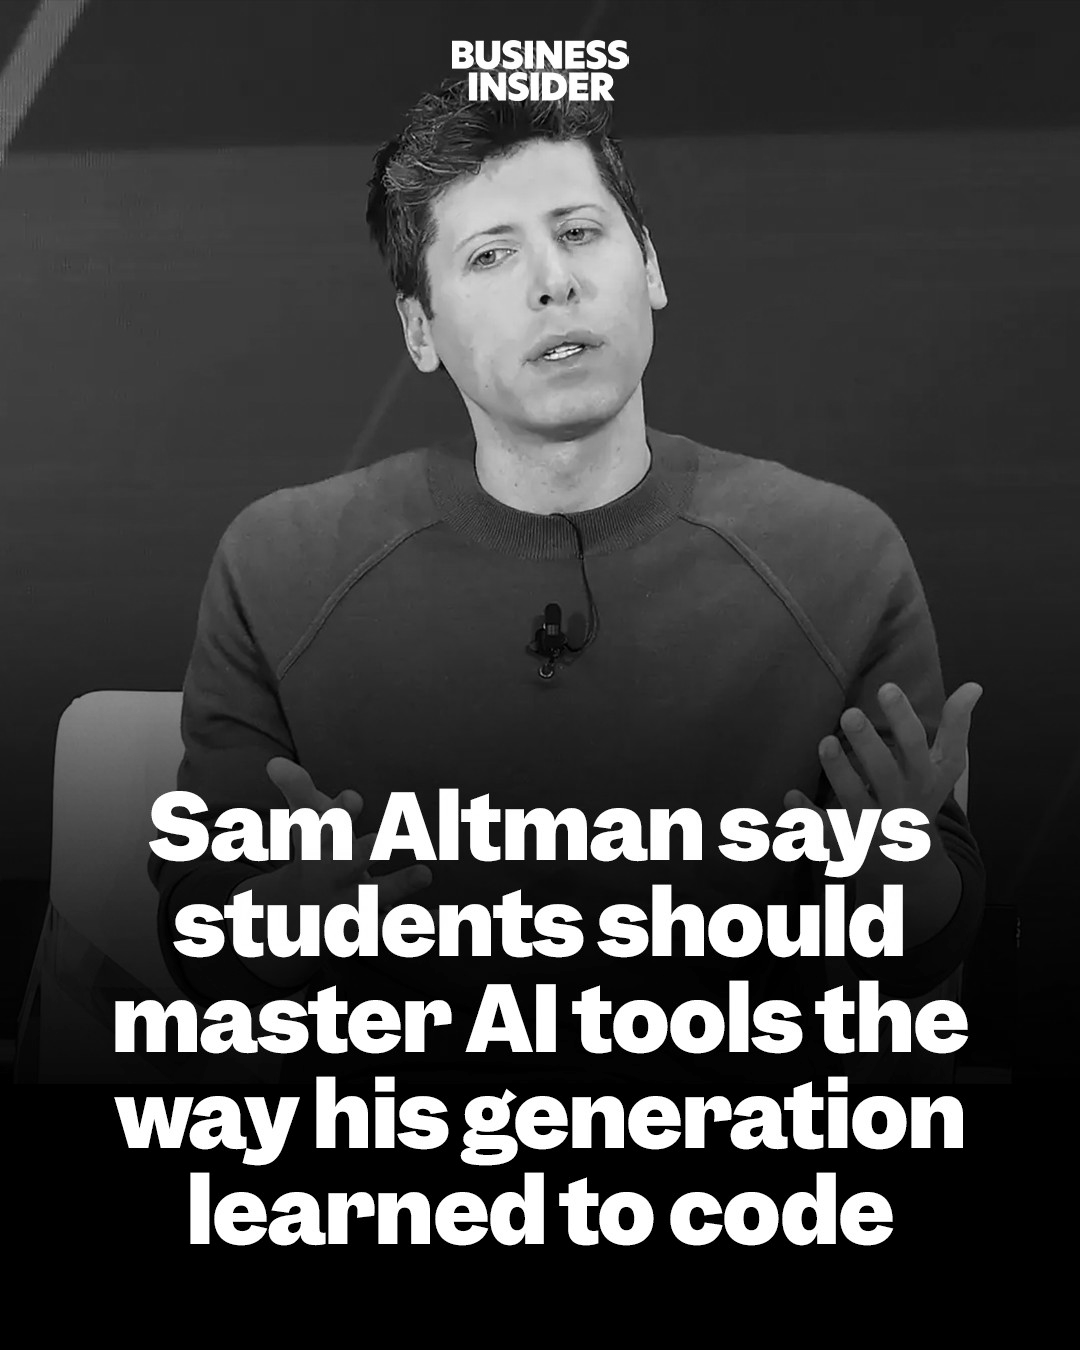 BUSINESS
INSIDER
Sam Altman says
students should
master AI tools the
way his generation
learned to code